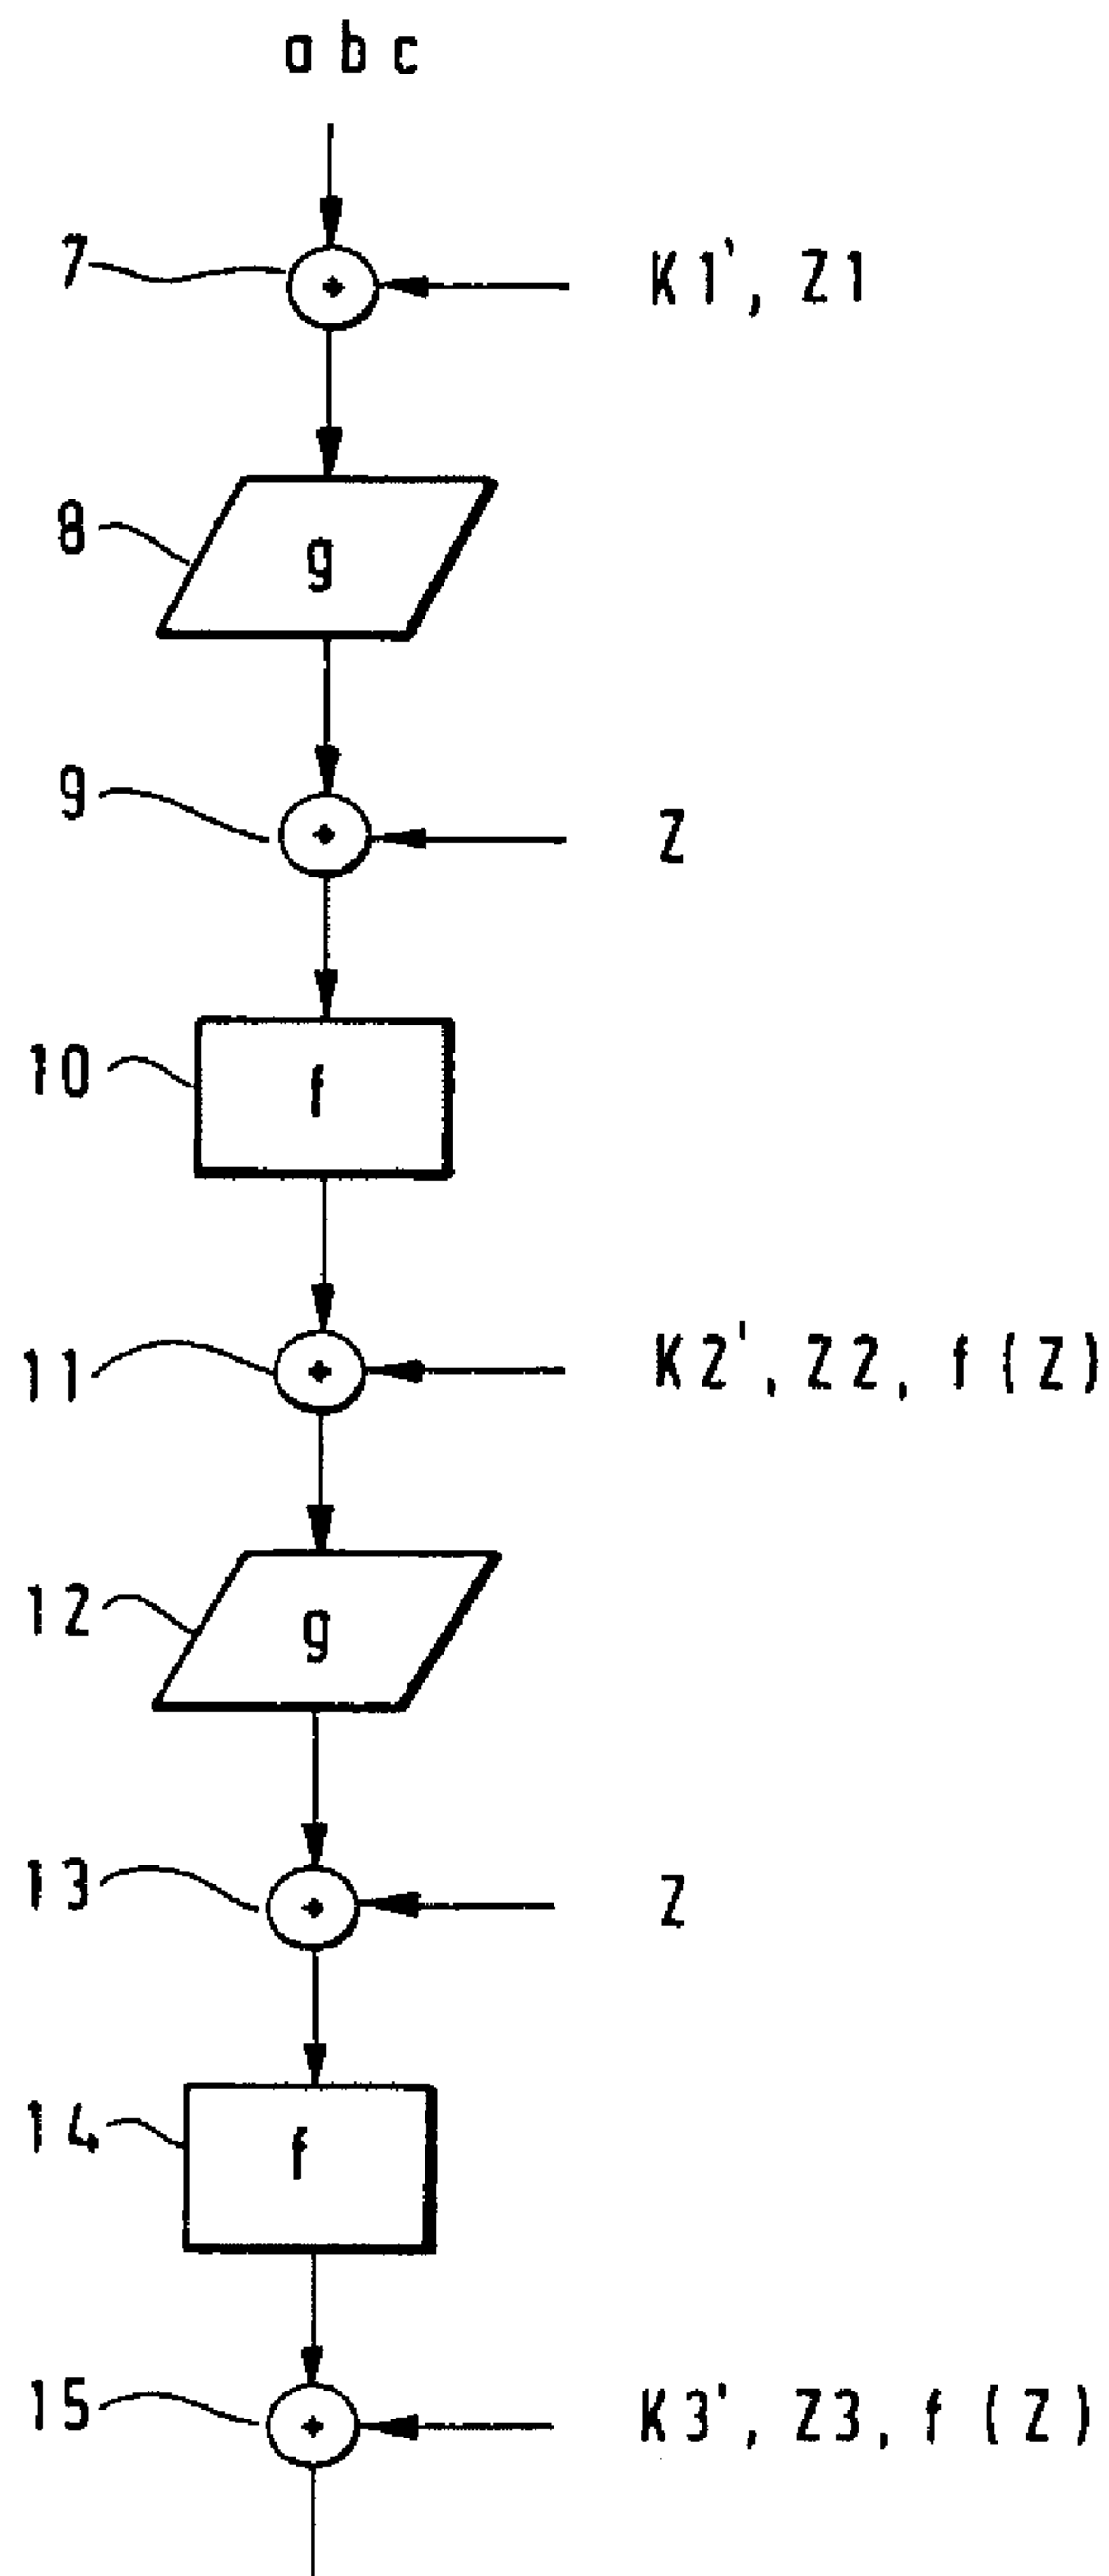 a b c
7
+
K1', Z1
8
g
9
+
Z
10
f
11
+
K2', Z2, f(Z)
12
g
13
+
Z
14
f
15
+
K3', Z3, f(Z)